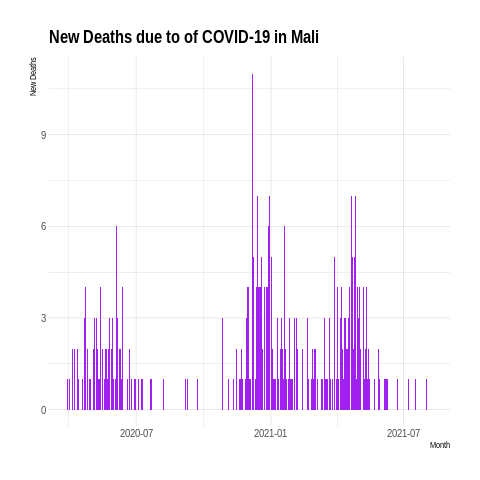 New Deaths due to of COVID-19 in Mali
New Deaths
9
6
3
0
2020-07
2021-01
2021-07
Month